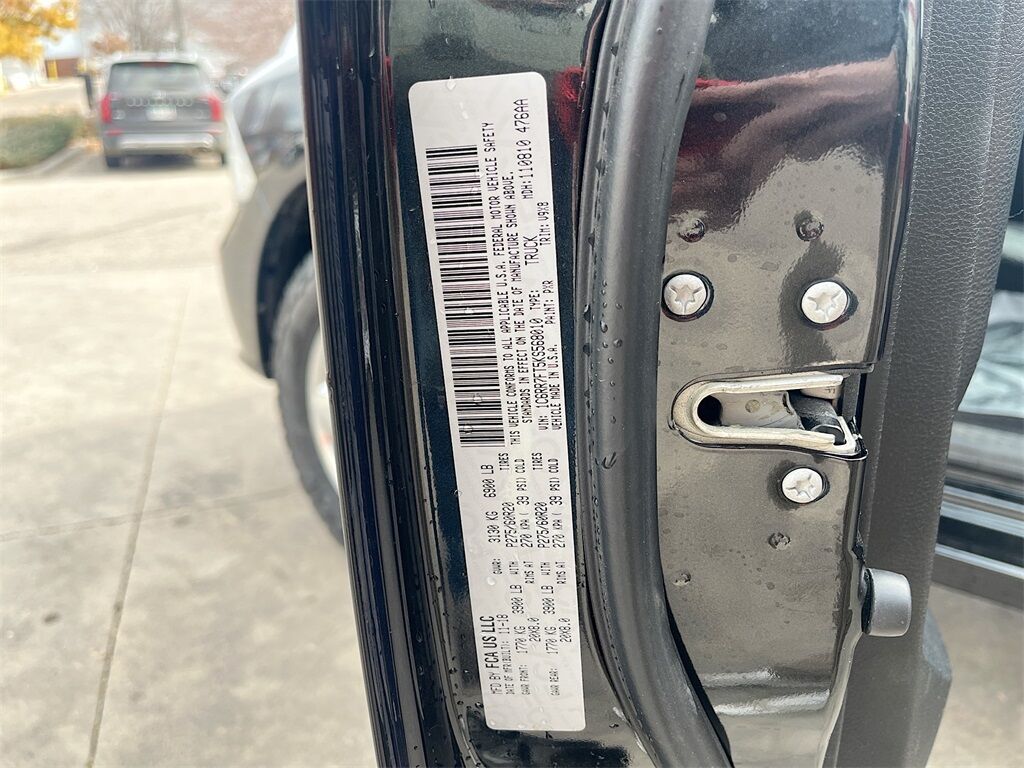 MFD BY FCA US LLC
DATE OF MFR/BUILT: 11-18 GVWR: 3130 KG 6900 LB
GAWR FRONT: 1770 KG 3900 LB WITH P275/60R20 TIRES
20X8.0 RIMS AT 270 KPA ( 39 PSI) COLD
GAWR REAR: 1770 KG 3900 LB WITH P275/60R20 TIRES
20X8.0 RIMS AT 270 KPA ( 39 PSI) COLD
THIS VEHICLE CONFORMS TO ALL APPLICABLE U.S.A. FEDERAL MOTOR VEHICLE SAFETY
STANDARDS IN EFFECT ON THE DATE OF MANUFACTURE SHOWN ABOVE.
MDH: 110810 476AA
VIN: 1C6RR7FT5KS568010 TYPE: TRUCK
VEHICLE MADE IN U.S.A. PAINT: PXR TRIM: V9X8